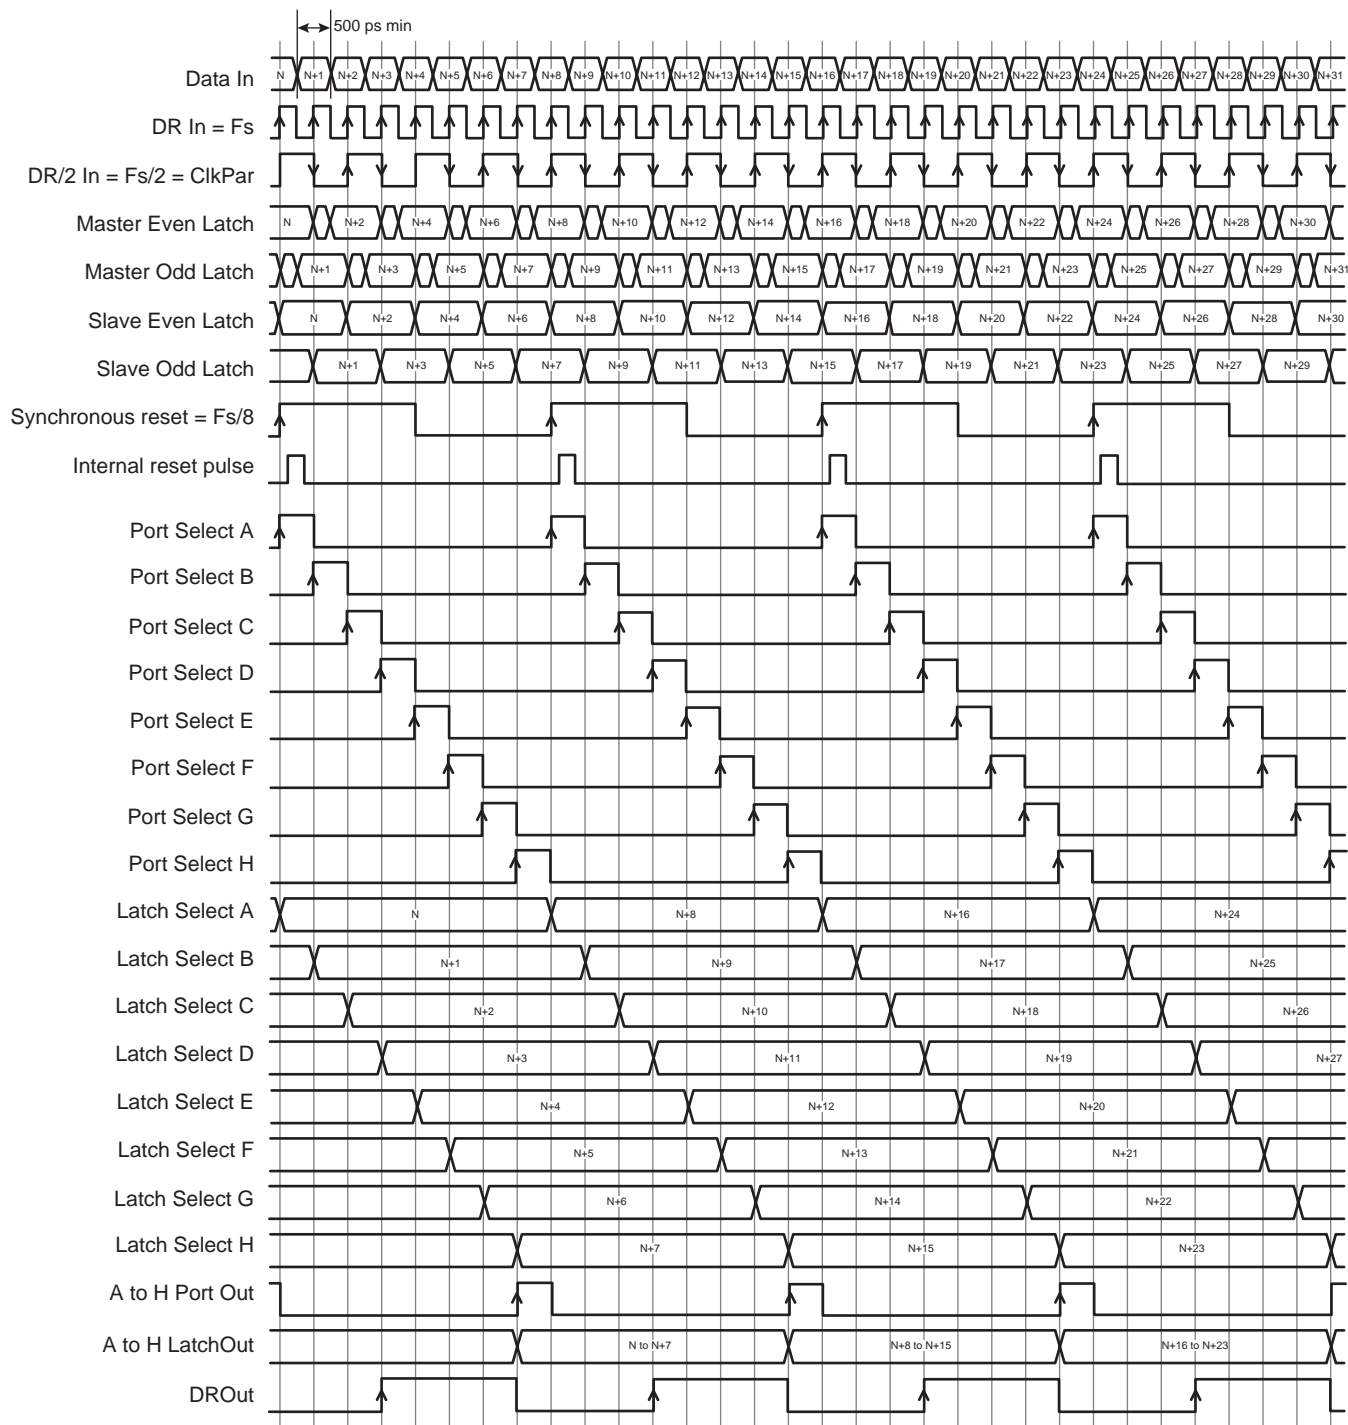 500 ps min
Data In N N+1 N+2 N+3 N+4 N+5 N+6 N+7 N+8 N+9 N+10 N+11 N+12 N+13 N+14 N+15 N+16 N+17 N+18 N+19 N+20 N+21 N+22 N+23 N+24 N+25 N+26 N+27 N+28 N+29 N+30 N+31
DR In = Fs
DR/2 In = Fs/2 = ClkPar
Master Even Latch N N+2 N+4 N+6 N+8 N+10 N+12 N+14 N+16 N+18 N+20 N+22 N+24 N+26 N+28 N+30
Master Odd Latch N+1 N+3 N+5 N+7 N+9 N+11 N+13 N+15 N+17 N+19 N+21 N+23 N+25 N+27 N+29 N+31
Slave Even Latch N N+2 N+4 N+6 N+8 N+10 N+12 N+14 N+16 N+18 N+20 N+22 N+24 N+26 N+28 N+30
Slave Odd Latch N+1 N+3 N+5 N+7 N+9 N+11 N+13 N+15 N+17 N+19 N+21 N+23 N+25 N+27 N+29
Synchronous reset = Fs/8
Internal reset pulse
Port Select A
Port Select B
Port Select C
Port Select D
Port Select E
Port Select F
Port Select G
Port Select H
Latch Select A N N+8 N+16 N+24
Latch Select B N+1 N+9 N+17 N+25
Latch Select C N+2 N+10 N+18 N+26
Latch Select D N+3 N+11 N+19 N+27
Latch Select E N+4 N+12 N+20
Latch Select F N+5 N+13 N+21
Latch Select G N+6 N+14 N+22
Latch Select H N+7 N+15 N+23
A to H Port Out
A to H LatchOut N to N+7 N+8 to N+15 N+16 to N+23
DROut